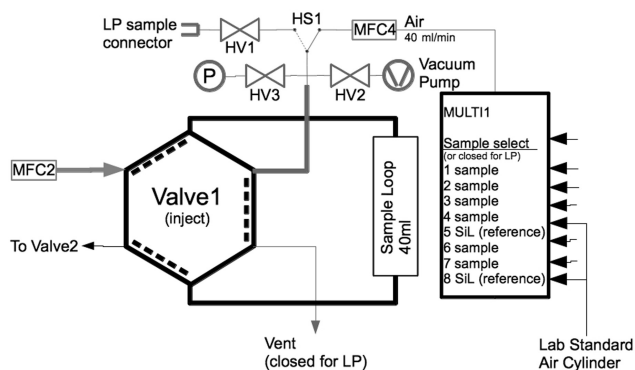 LP sample
connector
HV1
HS1
MFC4
Air
40 ml/min
P
HV3
HV2
V
Vacuum
Pump
MFC2
Valve1
(inject)
Sample Loop
40ml
To Valve2
Vent
(closed for LP)
MULTI1
Sample select
(or closed for LP)
1 sample
2 sample
3 sample
4 sample
5 SiL (reference)
6 sample
7 sample
8 SiL (reference)
Lab Standard
Air Cylinder